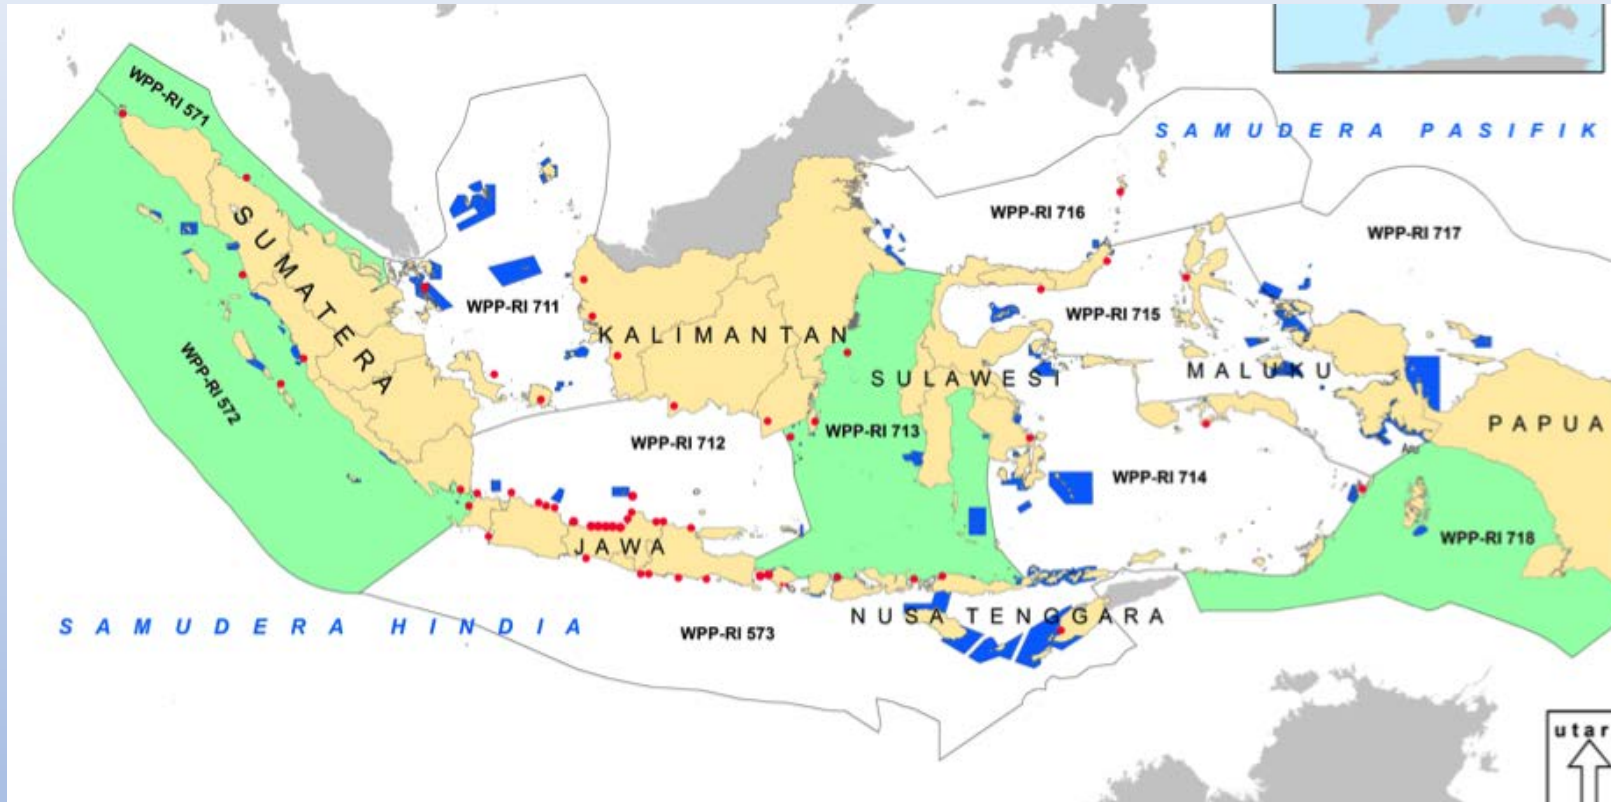 WPP-RI 571
SAMUDERA PASIFIK
WPP-RI 716
WPP-RI 717
SUMATERA
WPP-RI 711
WPP-RI 715
KALIMANTAN
WPP-RI 572
SULAWESI
MALUKU
PAPUA
WPP-RI 712
WPP-RI 713
WPP-RI 714
WPP-RI 718
JAWA
NUSA TENGGARA
SAMUDERA HINDIA
WPP-RI 573
utar